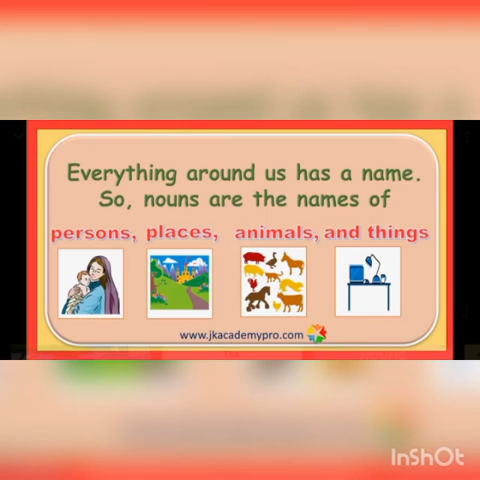 Everything around us has a name.
So, nouns are the names of
persons, places, animals, and things
www.jkacademypro.com
InShOt